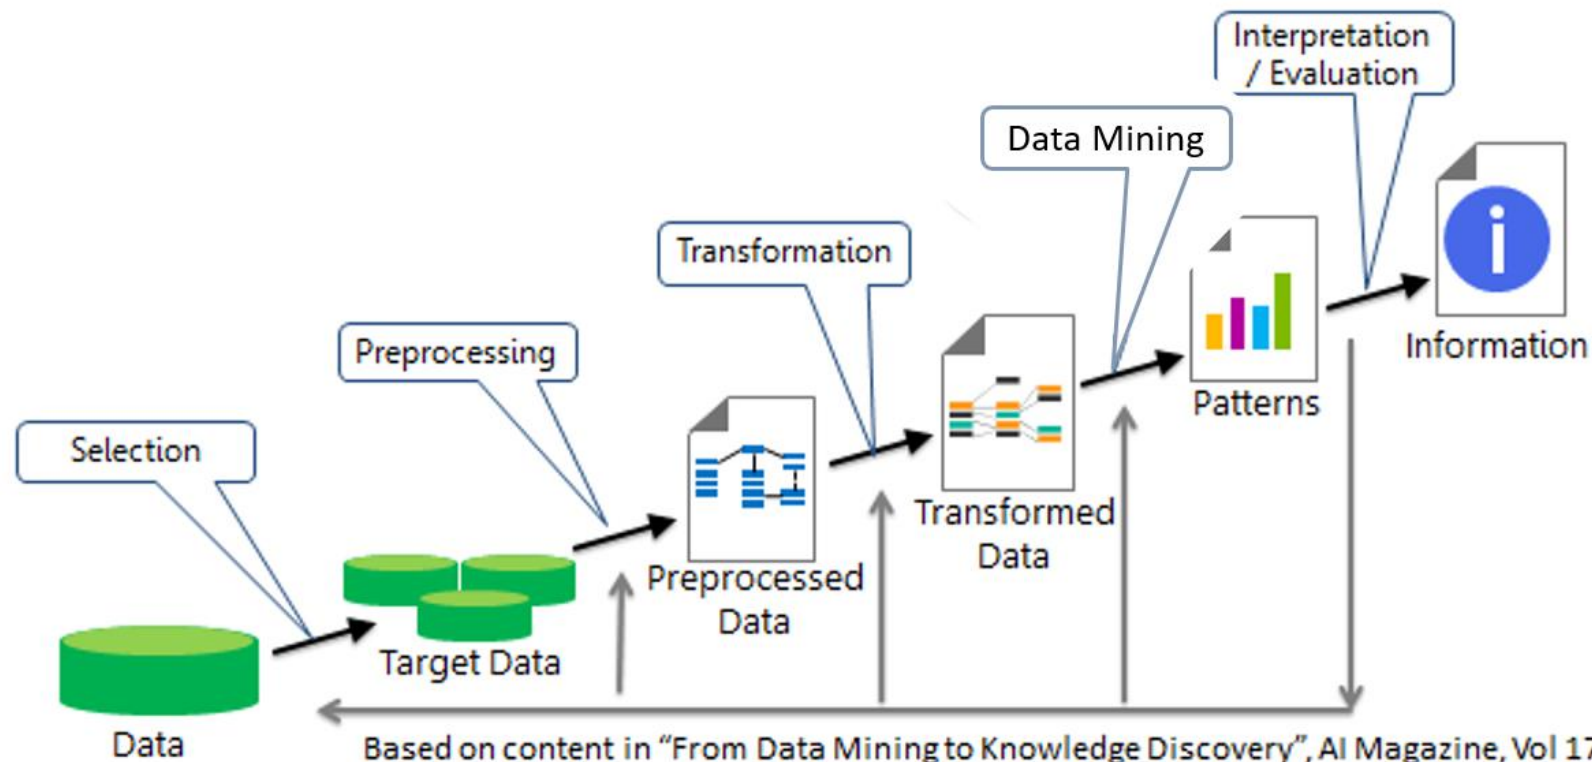 Interpretation
/ Evaluation
Data Mining
Transformation
Preprocessing
Selection
Information
Patterns
Transformed
Data
Preprocessed
Data
Target Data
Data
Based on content in “From Data Mining to Knowledge Discovery”, AI Magazine, Vol 17